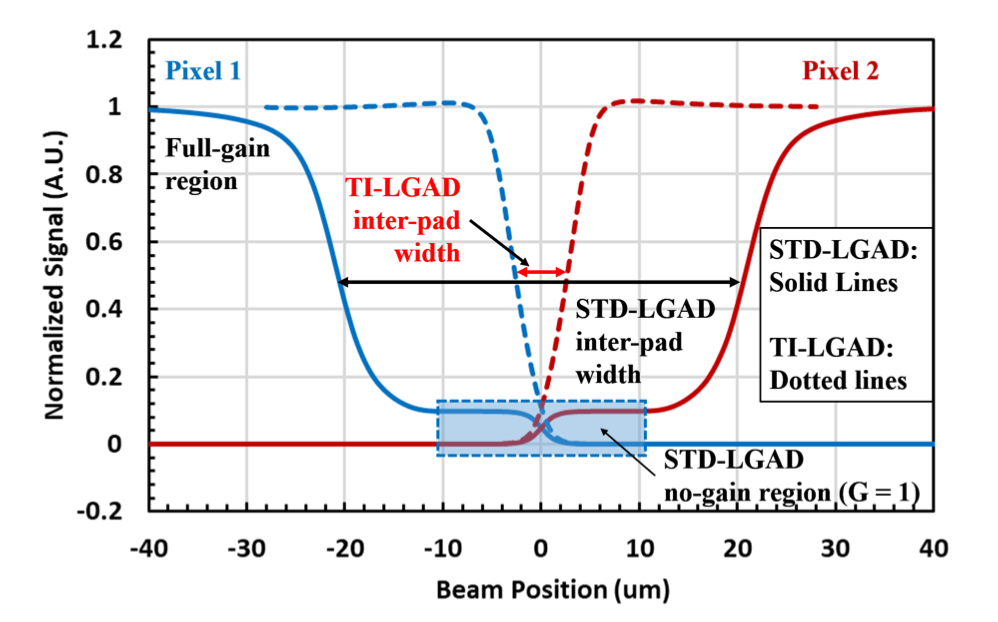 1.2
1
0.8
0.6
0.4
0.2
0
-0.2
Normalized Signal (A.U.)
Pixel 1
Pixel 2
Full-gain
region
TI-LGAD
inter-pad
width
STD-LGAD
inter-pad
width
STD-LGAD:
Solid Lines
TI-LGAD:
Dotted lines
STD-LGAD
no-gain region (G = 1)
-40 -30 -20 -10 0 10 20 30 40
Beam Position (um)